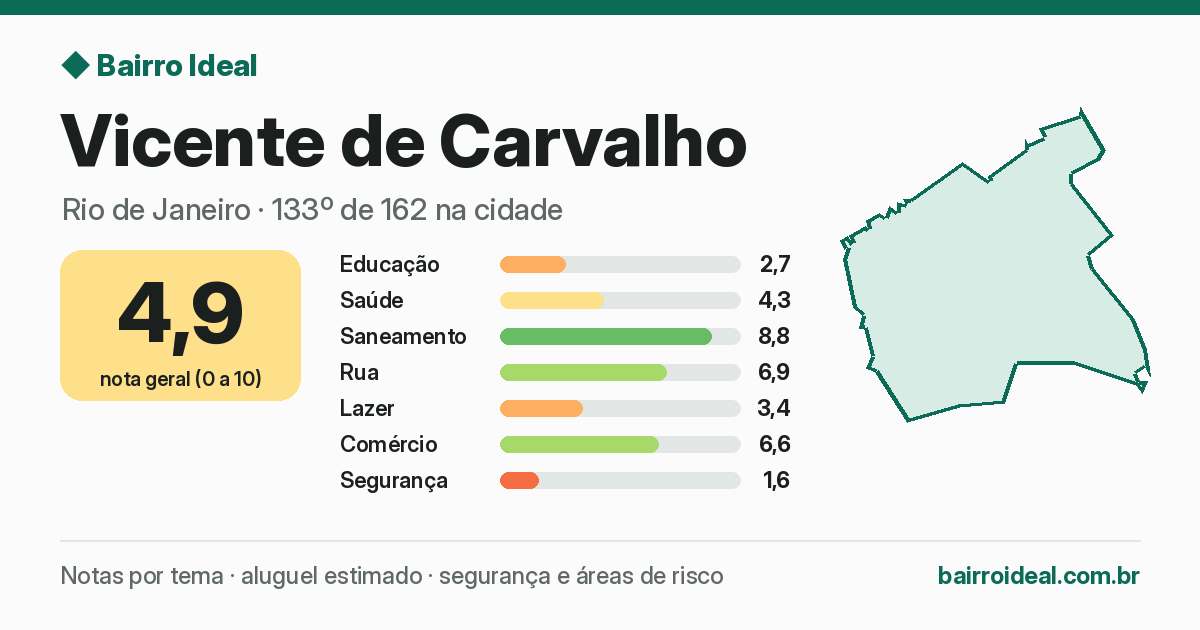 Bairro Ideal
Vicente de Carvalho
Rio de Janeiro · 133º de 162 na cidade
4,9
nota geral (0 a 10)
Educação 2,7
Saúde 4,3
Saneamento 8,8
Rua 6,9
Lazer 3,4
Comércio 6,6
Segurança 1,6
Notas por tema · aluguel estimado · segurança e áreas de risco
bairroideal.com.br